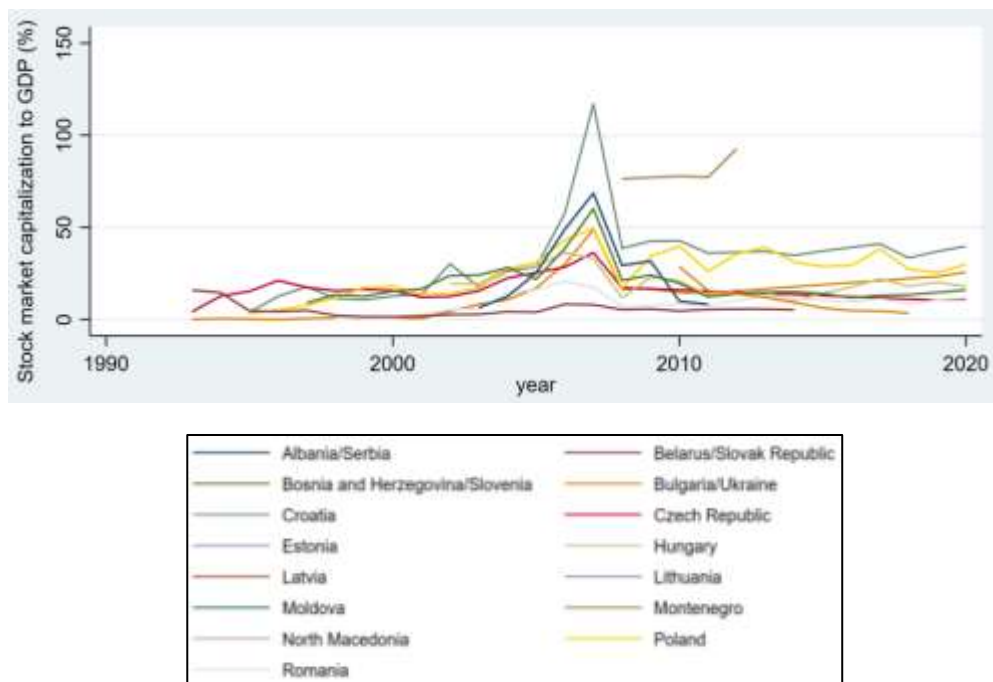 Stock market capitalization to GDP (%)
150
100
50
0
1990 2000 2010 2020
year
Albania/Serbia Belarus/Slovak Republic
Bosnia and Herzegovina/Slovenia Bulgaria/Ukraine
Croatia Czech Republic
Estonia Hungary
Latvia Lithuania
Moldova Montenegro
North Macedonia Poland
Romania